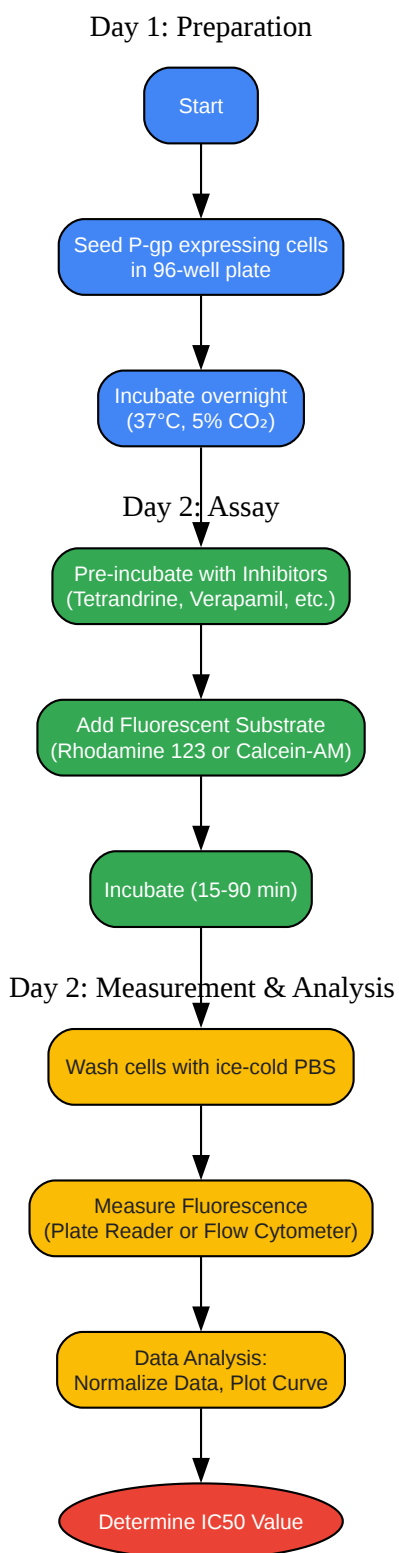 Day 1: Preparation
Start
Seed P-gp expressing cells
in 96-well plate
Incubate overnight
(37°C, 5% CO₂)
Day 2: Assay
Pre-incubate with Inhibitors
(Tetrandrine, Verapamil, etc.)
Add Fluorescent Substrate
(Rhodamine 123 or Calcein-AM)
Incubate (15-90 min)
Day 2: Measurement & Analysis
Wash cells with ice-cold PBS
Measure Fluorescence
(Plate Reader or Flow Cytometer)
Data Analysis:
Normalize Data, Plot Curve
Determine IC50 Value